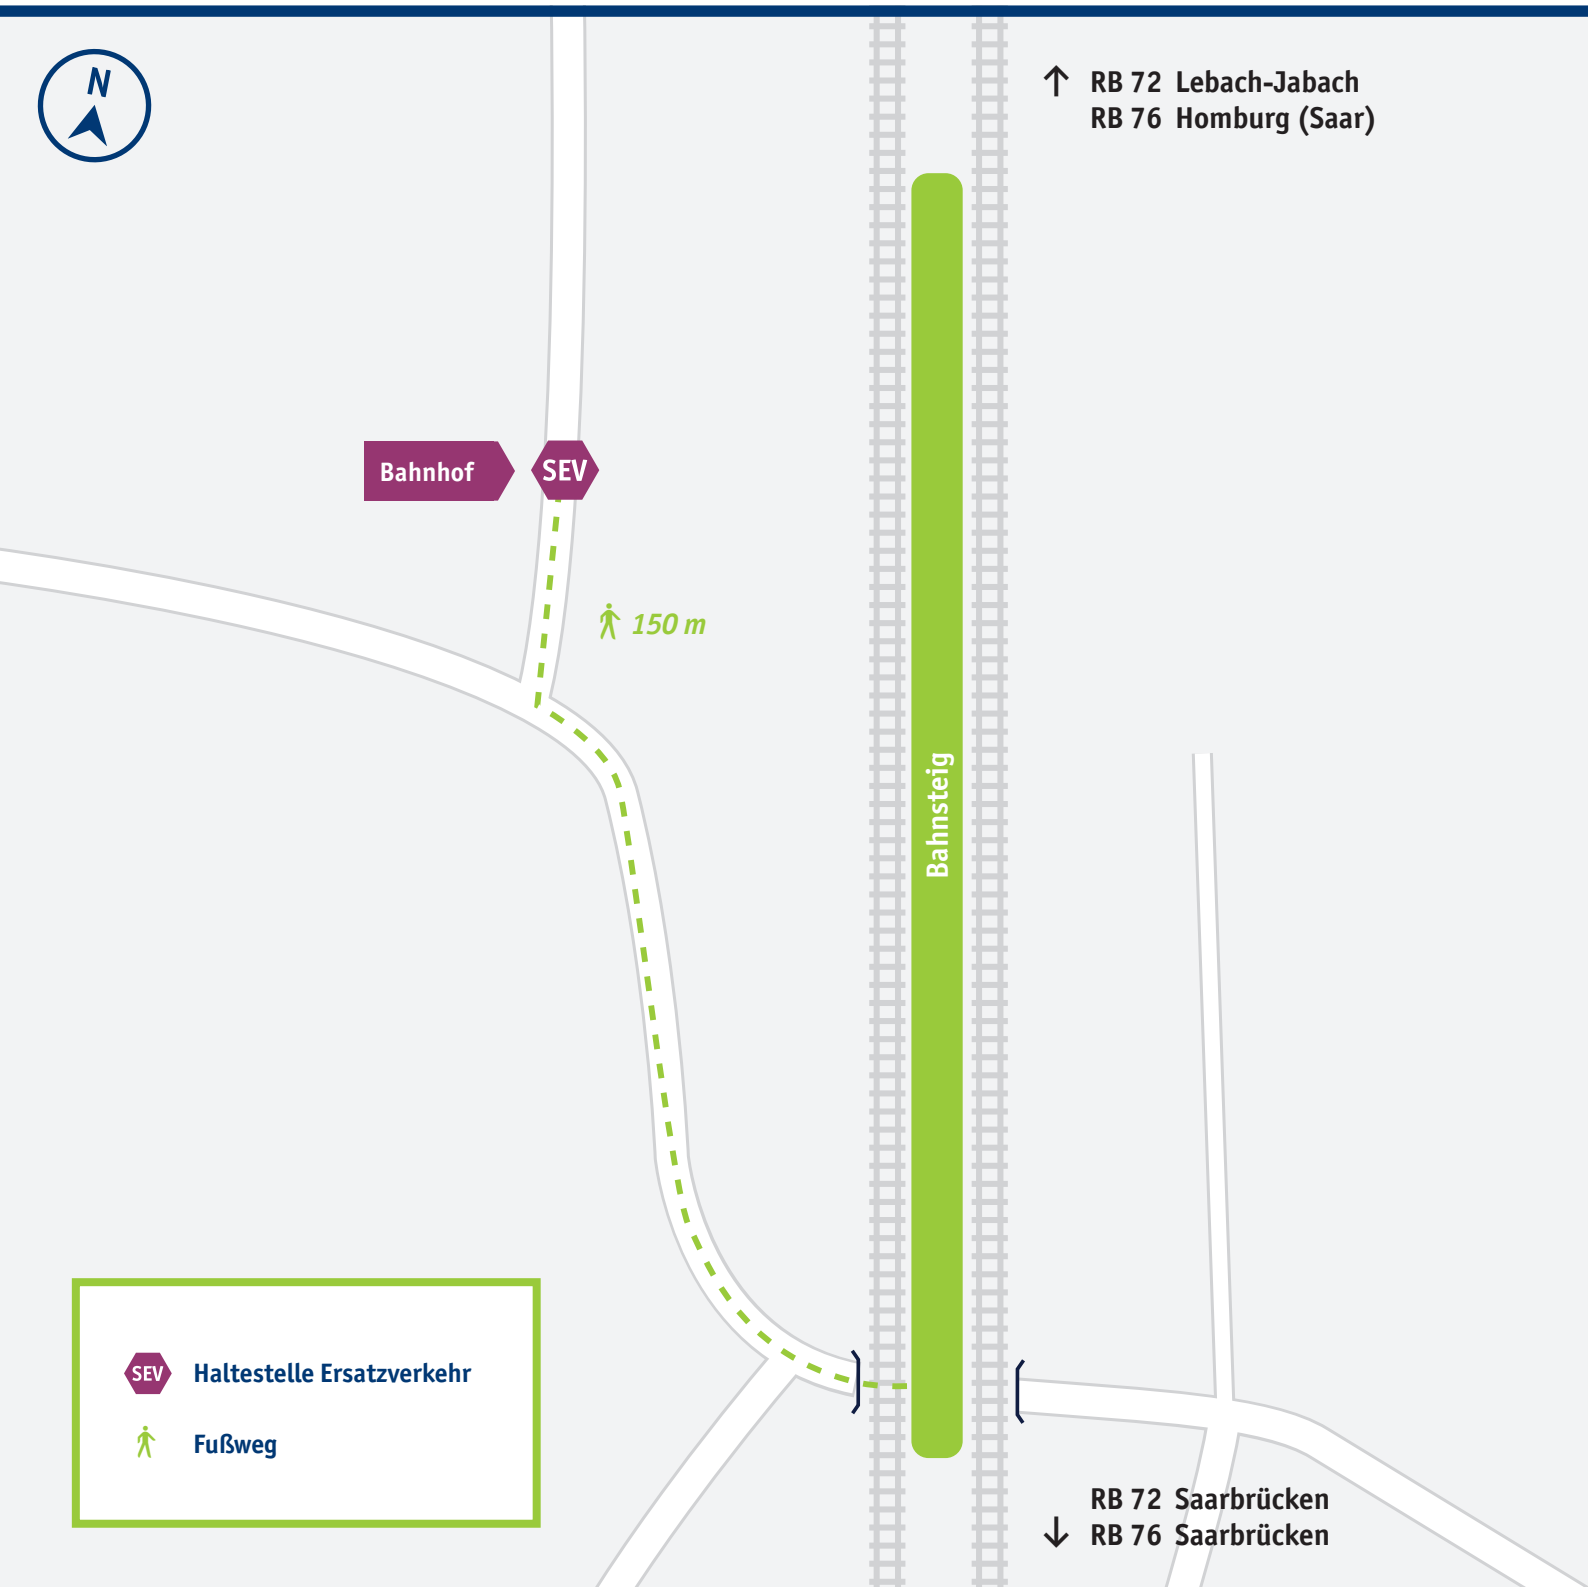 N
↑ RB 72 Lebach-Jabach
RB 76 Homburg (Saar)
Bahnhof
SEV
150 m
Bahnsteig
SEV Haltestelle Ersatzverkehr
Fußweg
RB 72 Saarbrücken
↓ RB 76 Saarbrücken